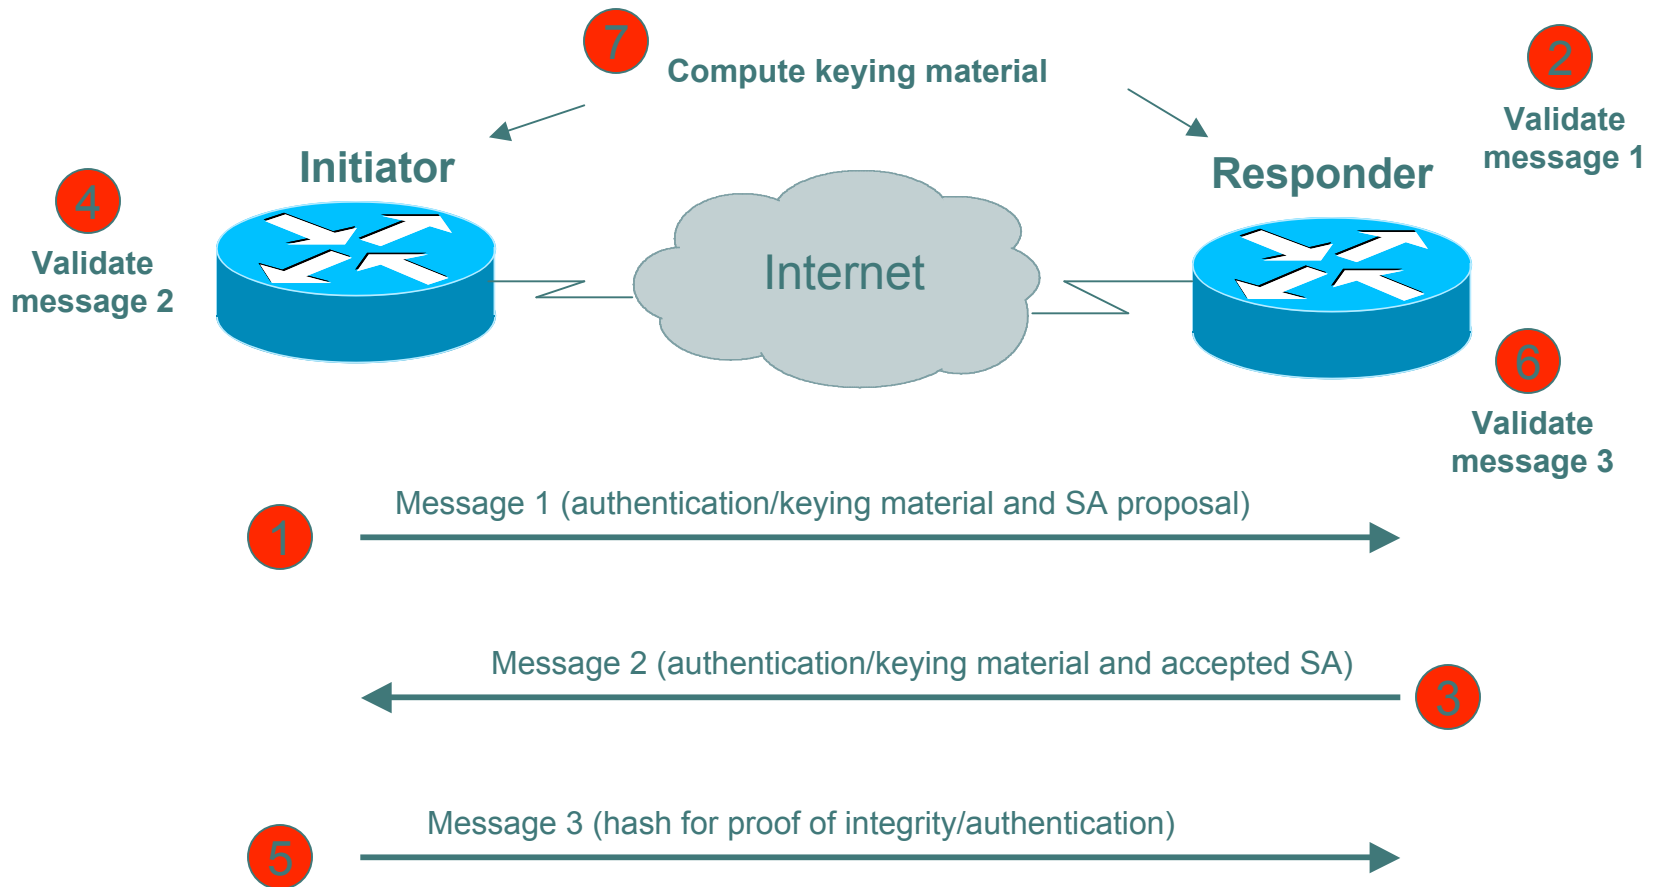 7
Compute keying material
2
Validate
message 1
Initiator
Responder
4
Validate
message 2
Internet
6
Validate
message 3
Message 1 (authentication/keying material and SA proposal)
1
Message 2 (authentication/keying material and accepted SA)
3
Message 3 (hash for proof of integrity/authentication)
5